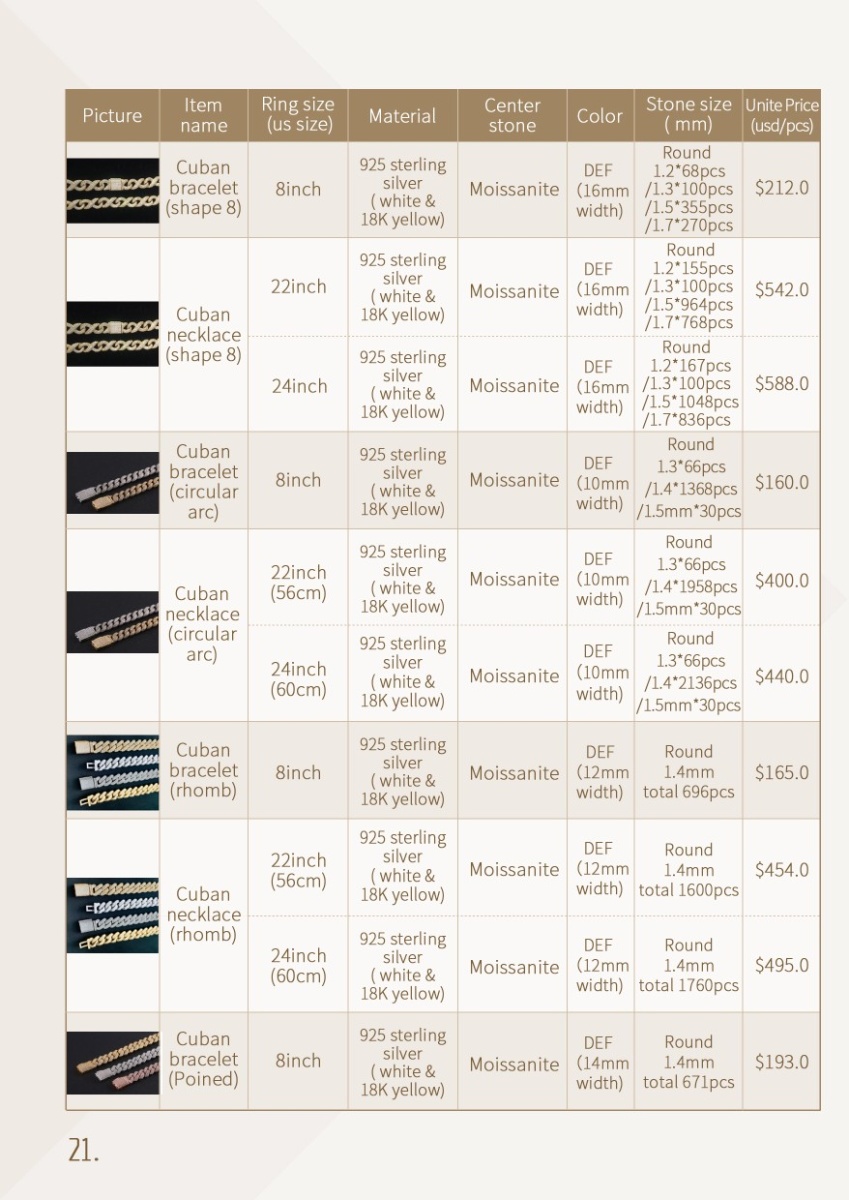 Picture
Item
name
Ring size
(us size)
Material
Center
stone
Color
Stone size
( mm)
Unite Price
(usd/pcs)
Cuban
bracelet
(shape 8)
8inch
925 sterling
silver
( white &
18K yellow)
Moissanite
DEF
(16mm
width)
Round
1.2*68pcs
/1.3*100pcs
/1.5*355pcs
/1.7*270pcs
$212.0
Cuban
necklace
(shape 8)
22inch
925 sterling
silver
( white &
18K yellow)
Moissanite
DEF
(16mm
width)
Round
1.2*155pcs
/1.3*100pcs
/1.5*964pcs
/1.7*768pcs
$542.0
24inch
925 sterling
silver
( white &
18K yellow)
Moissanite
DEF
(16mm
width)
Round
1.2*167pcs
/1.3*100pcs
/1.5*1048pcs
/1.7*836pcs
$588.0
Cuban
bracelet
(circular
arc)
8inch
925 sterling
silver
( white &
18K yellow)
Moissanite
DEF
(10mm
width)
Round
1.3*66pcs
/1.4*1368pcs
/1.5mm*30pcs
$160.0
Cuban
necklace
(circular
arc)
22inch
(56cm)
925 sterling
silver
( white &
18K yellow)
Moissanite
DEF
(10mm
width)
Round
1.3*66pcs
/1.4*1958pcs
/1.5mm*30pcs
$400.0
24inch
(60cm)
925 sterling
silver
( white &
18K yellow)
Moissanite
DEF
(10mm
width)
Round
1.3*66pcs
/1.4*2136pcs
/1.5mm*30pcs
$440.0
Cuban
bracelet
(rhomb)
8inch
925 sterling
silver
( white &
18K yellow)
Moissanite
DEF
(12mm
width)
Round
1.4mm
total 696pcs
$165.0
Cuban
necklace
(rhomb)
22inch
(56cm)
925 sterling
silver
( white &
18K yellow)
Moissanite
DEF
(12mm
width)
Round
1.4mm
total 1600pcs
$454.0
24inch
(60cm)
925 sterling
silver
( white &
18K yellow)
Moissanite
DEF
(12mm
width)
Round
1.4mm
total 1760pcs
$495.0
Cuban
bracelet
(Poined)
8inch
925 sterling
silver
( white &
18K yellow)
Moissanite
DEF
(14mm
width)
Round
1.4mm
total 671pcs
$193.0
21.